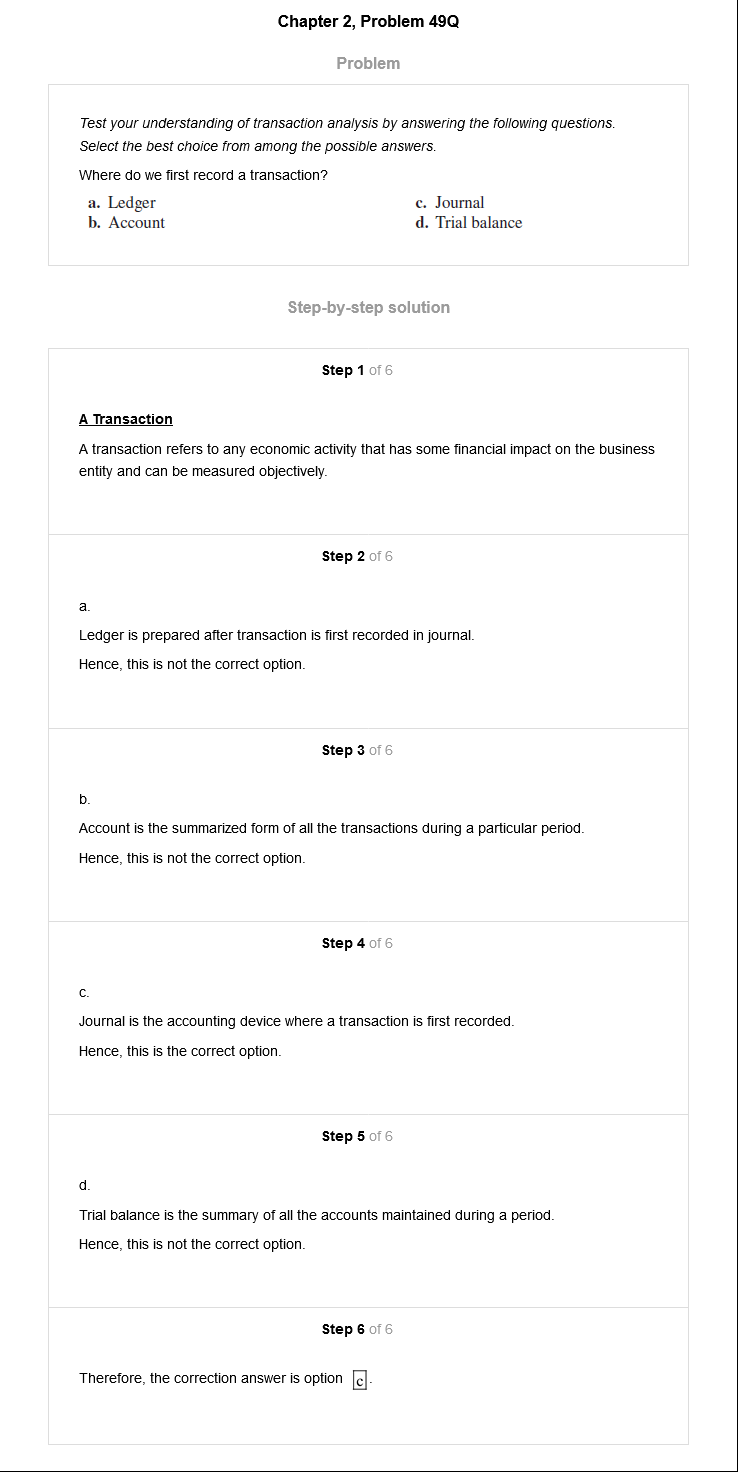 Chapter 2, Problem 49Q
Problem
Test your understanding of transaction analysis by answering the following questions.
Select the best choice from among the possible answers.
Where do we first record a transaction?
a. Ledger
b. Account
c. Journal
d. Trial balance
Step-by-step solution
Step 1 of 6
A Transaction
A transaction refers to any economic activity that has some financial impact on the business
entity and can be measured objectively.
Step 2 of 6
a.
Ledger is prepared after transaction is first recorded in journal.
Hence, this is not the correct option.
Step 3 of 6
b.
Account is the summarized form of all the transactions during a particular period.
Hence, this is not the correct option.
Step 4 of 6
c.
Journal is the accounting device where a transaction is first recorded.
Hence, this is the correct option.
Step 5 of 6
d.
Trial balance is the summary of all the accounts maintained during a period.
Hence, this is not the correct option.
Step 6 of 6
Therefore, the correction answer is option c.